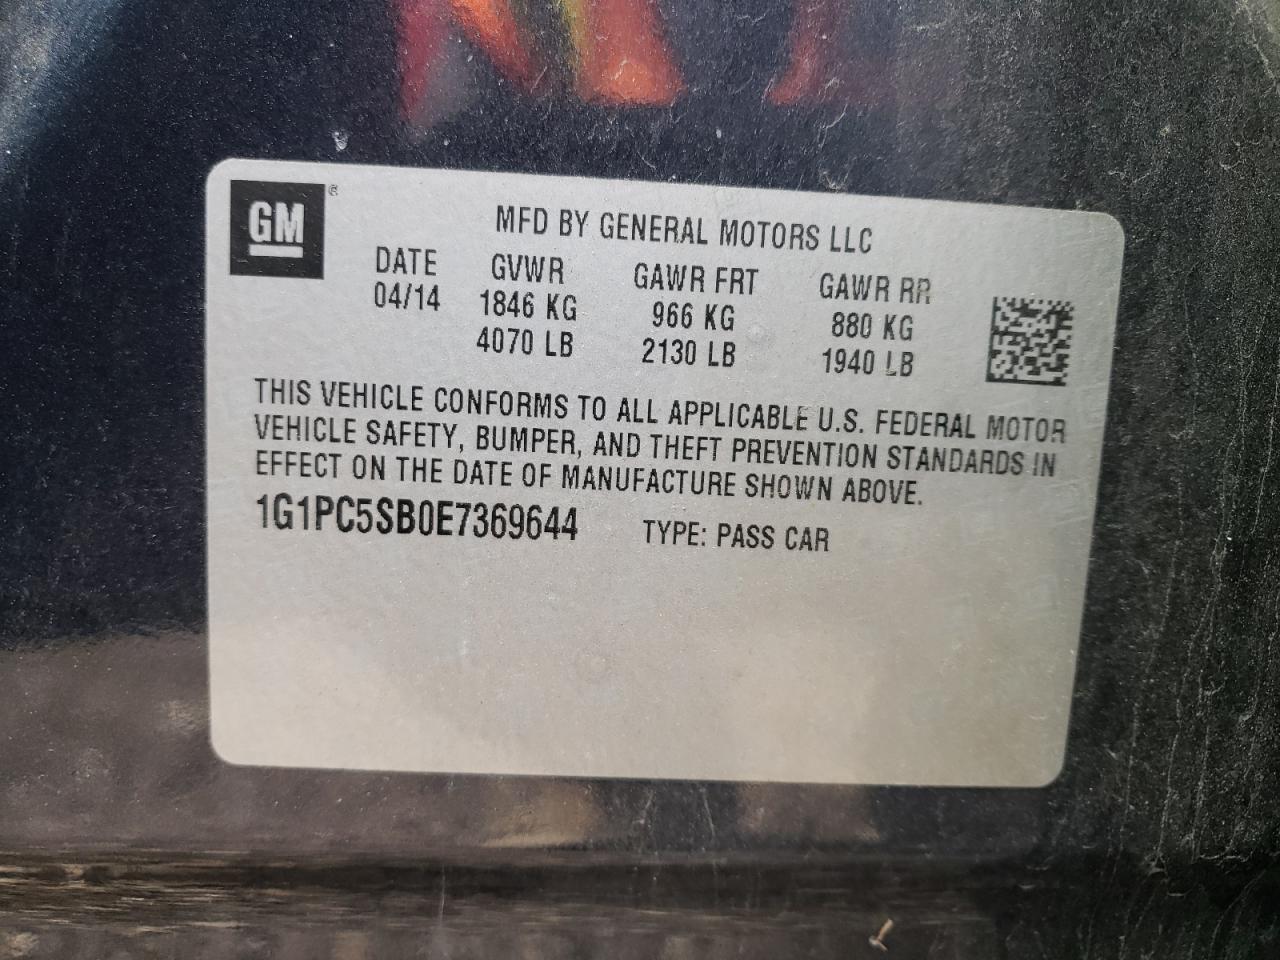 GM ®
MFD BY GENERAL MOTORS LLC
DATE GVWR GAWR FRT GAWR RR
04/14 1846 KG 966 KG 880 KG
4070 LB 2130 LB 1940 LB
THIS VEHICLE CONFORMS TO ALL APPLICABLE U.S. FEDERAL MOTOR
VEHICLE SAFETY, BUMPER, AND THEFT PREVENTION STANDARDS IN
EFFECT ON THE DATE OF MANUFACTURE SHOWN ABOVE.
1G1PC5SB0E7369644 TYPE: PASS CAR